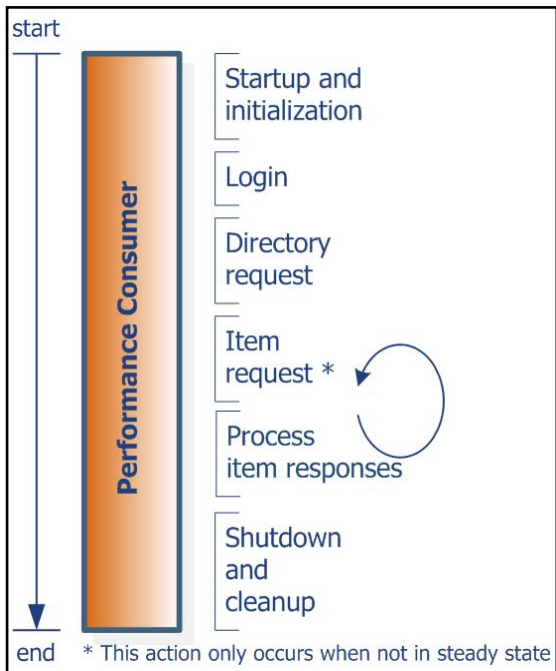 start
Performance Consumer
Startup and
initialization
Login
Directory
request
Item
request *
Process
item responses
Shutdown
and
cleanup
end
* This action only occurs when not in steady state